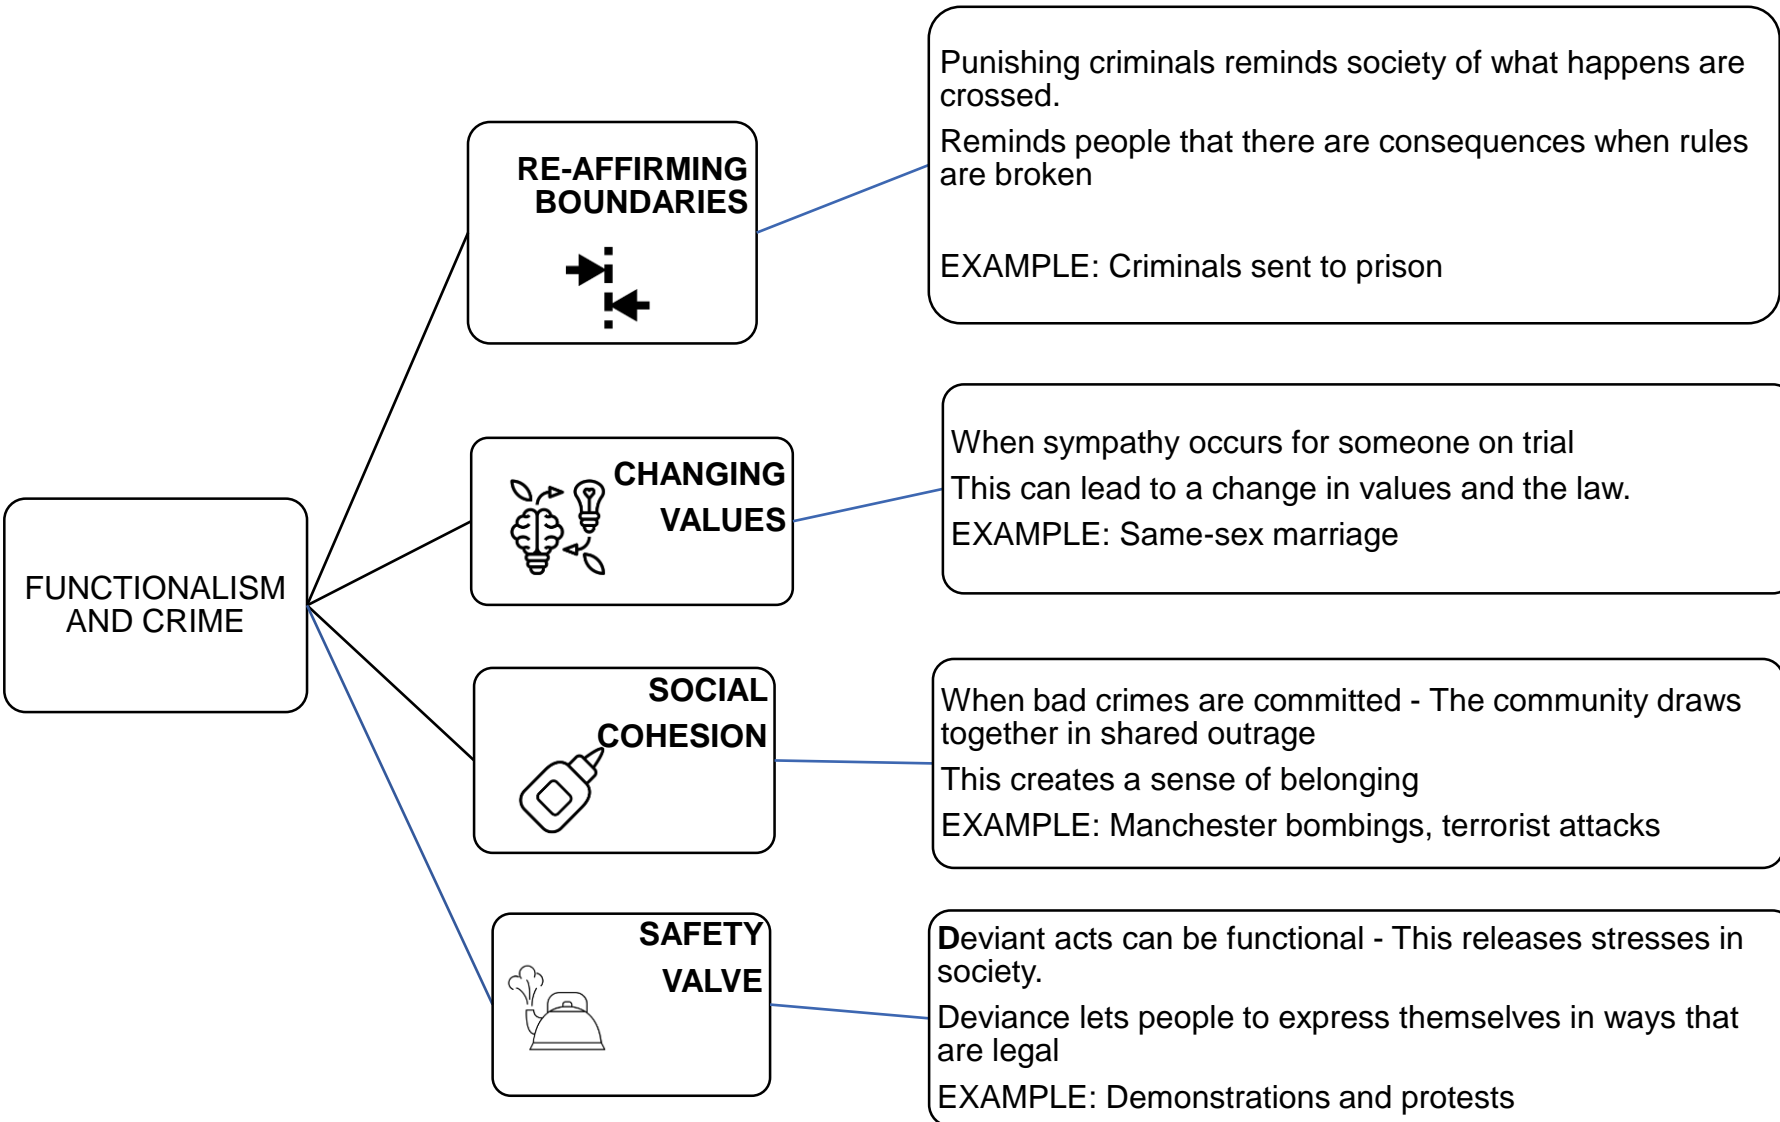 FUNCTIONALISM
AND CRIME
RE-AFFIRMING
BOUNDARIES
Punishing criminals reminds society of what happens are
crossed.
Reminds people that there are consequences when rules
are broken
EXAMPLE: Criminals sent to prison
CHANGING
VALUES
When sympathy occurs for someone on trial
This can lead to a change in values and the law.
EXAMPLE: Same-sex marriage
SOCIAL
COHESION
When bad crimes are committed - The community draws
together in shared outrage
This creates a sense of belonging
EXAMPLE: Manchester bombings, terrorist attacks
SAFETY
VALVE
Deviant acts can be functional - This releases stresses in
society.
Deviance lets people to express themselves in ways that
are legal
EXAMPLE: Demonstrations and protests